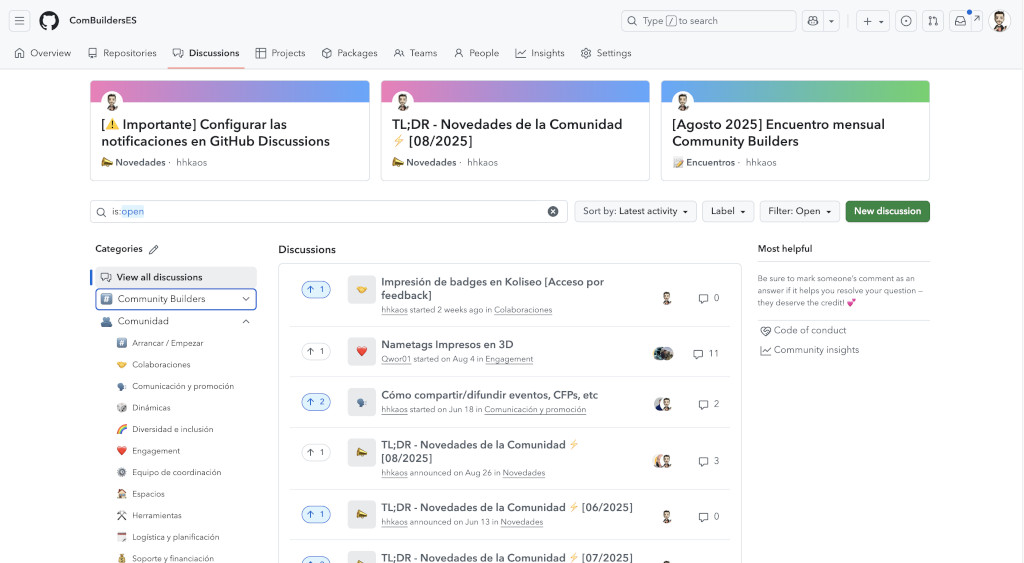 ComBuildersES
Type / to search
Overview
Repositories
Discussions
Projects
Packages
Teams
People
Insights
Settings
[⚠️ Importante] Configurar las
notificaciones en GitHub Discussions
Novedades · hhkaos
TL;DR - Novedades de la Comunidad
⚡ [08/2025]
Novedades · hhkaos
[Agosto 2025] Encuentro mensual
Community Builders
Encuentros · hhkaos
is:open
Sort by: Latest activity
Label
Filter: Open
New discussion
Categories
View all discussions
Community Builders
Comunidad
Arrancar / Empezar
Colaboraciones
Comunicación y promoción
Dinámicas
Diversidad e inclusión
Engagement
Equipo de coordinación
Espacios
Herramientas
Logística y planificación
Soporte y financiación
Discussions
1
Impresión de badges en Koliseo [Acceso por
feedback]
hhkaos started 2 weeks ago in Colaboraciones
0
1
Nametags Impresos en 3D
Qwor01 started on Aug 4 in Engagement
11
2
Cómo compartir/difundir eventos, CFPs, etc
hhkaos started on Jun 18 in Comunicación y promoción
2
1
TL;DR - Novedades de la Comunidad ⚡
[08/2025]
hhkaos announced on Aug 26 in Novedades
3
1
TL;DR - Novedades de la Comunidad ⚡ [06/2025]
hhkaos announced on Jun 13 in Novedades
0
TL;DR - Novedades de la Comunidad ⚡ [07/2025]
Most helpful
Be sure to mark someone's comment as an
answer if it helps you resolve your question —
they deserve the credit! 💕
Code of conduct
Community insights